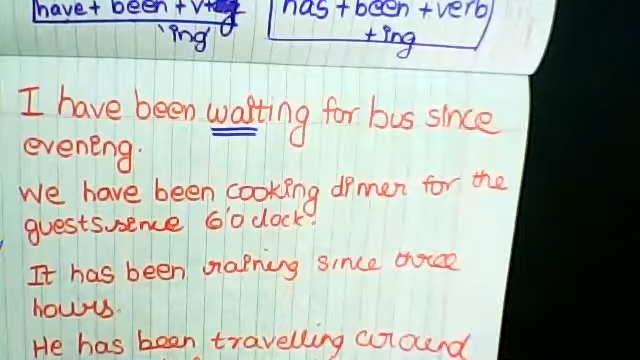 have + been + v+ing
has + been + verb
+ing
I have been waiting for bus since
evening.
We have been cooking dinner for the
guests since 6'o clock.
It has been raining since three
hours.
He has been travelling around